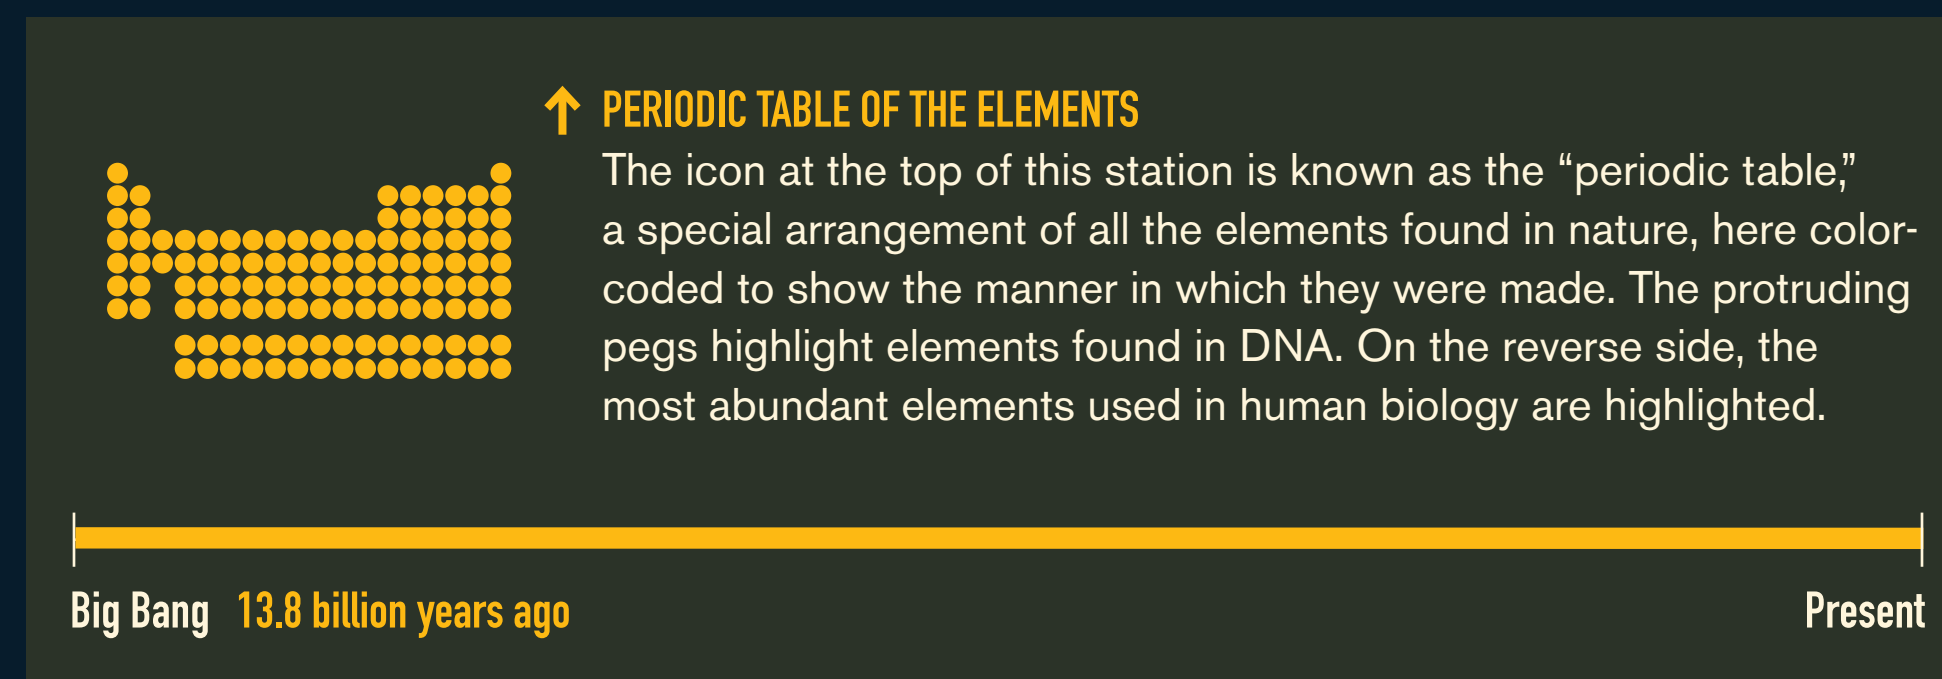 ↑ PERIODIC TABLE OF THE ELEMENTS
The icon at the top of this station is known as the “periodic table,”
a special arrangement of all the elements found in nature, here color-
coded to show the manner in which they were made. The protruding
pegs highlight elements found in DNA. On the reverse side, the
most abundant elements used in human biology are highlighted.
Big Bang 13.8 billion years ago
Present